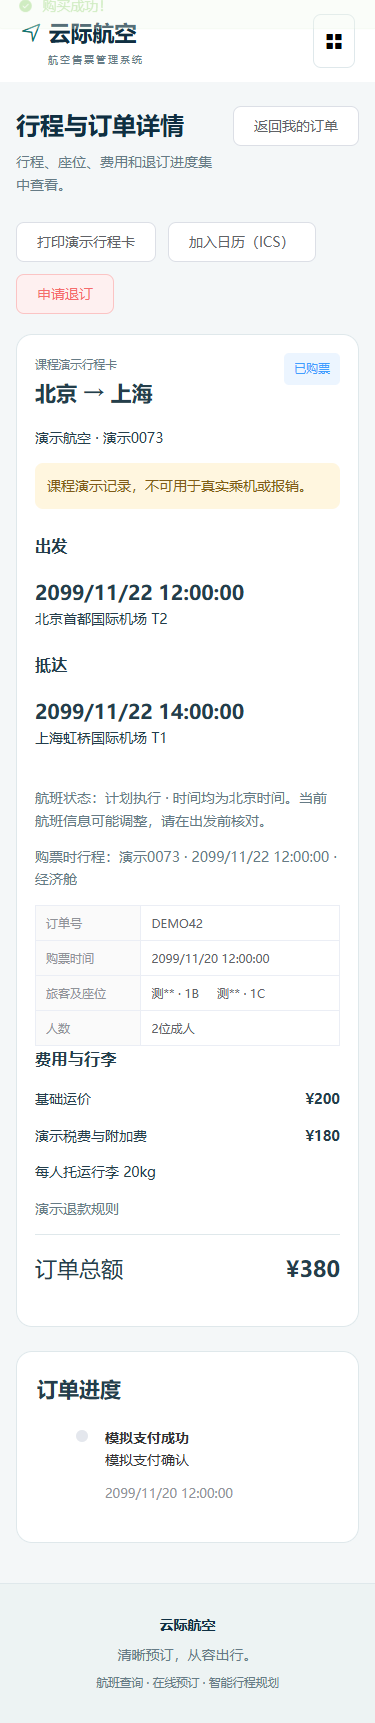 购买成功！
云际航空
航空售票管理系统
行程与订单详情
返回我的订单
行程、座位、费用和退订进度集
中查看。
打印演示行程卡
加入日历（ICS）
申请退订
课程演示行程卡
已购票
北京 → 上海
演示航空 · 演示0073
课程演示记录，不可用于真实乘机或报销。
出发
2099/11/22 12:00:00
北京首都国际机场 T2
抵达
2099/11/22 14:00:00
上海虹桥国际机场 T1
航班状态：计划执行 · 时间均为北京时间。当前
航班信息可能调整，请在出发前核对。
购票时行程：演示0073 · 2099/11/22 12:00:00 ·
经济舱
订单号 DEMO42
购票时间 2099/11/20 12:00:00
旅客及座位 测** · 1B 测** · 1C
人数 2位成人
费用与行李
基础运价 ¥200
演示税费与附加费 ¥180
每人托运行李 20kg
演示退款规则
订单总额 ¥380
订单进度
模拟支付成功
模拟支付确认
2099/11/20 12:00:00
云际航空
清晰预订，从容出行。
航班查询 · 在线预订 · 智能行程规划